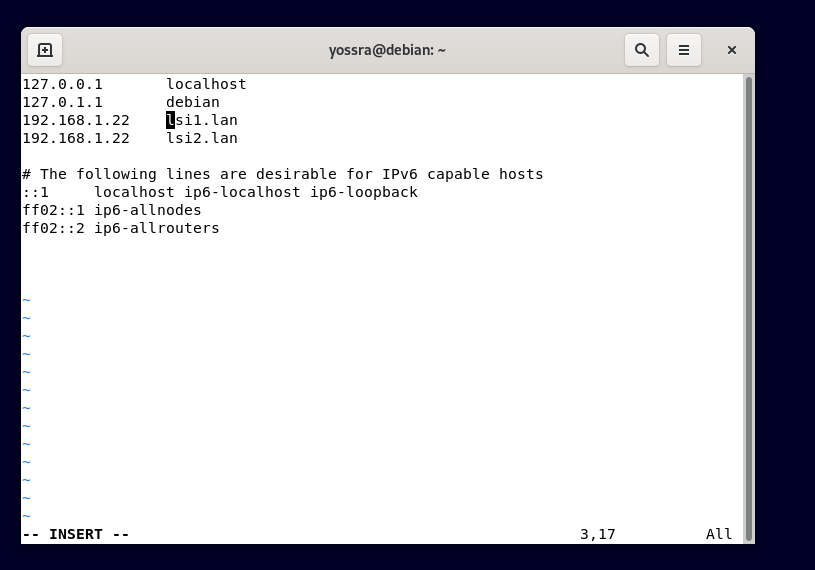 yossra@debian: ~
127.0.0.1       localhost
127.0.1.1       debian
192.168.1.22    lsi1.lan
192.168.1.22    lsi2.lan
# The following lines are desirable for IPv6 capable hosts
::1     localhost ip6-localhost ip6-loopback
ff02::1 ip6-allnodes
ff02::2 ip6-allrouters
~
~
~
~
~
~
~
~
~
~
~
~
~
-- INSERT --                                                  3,17          All